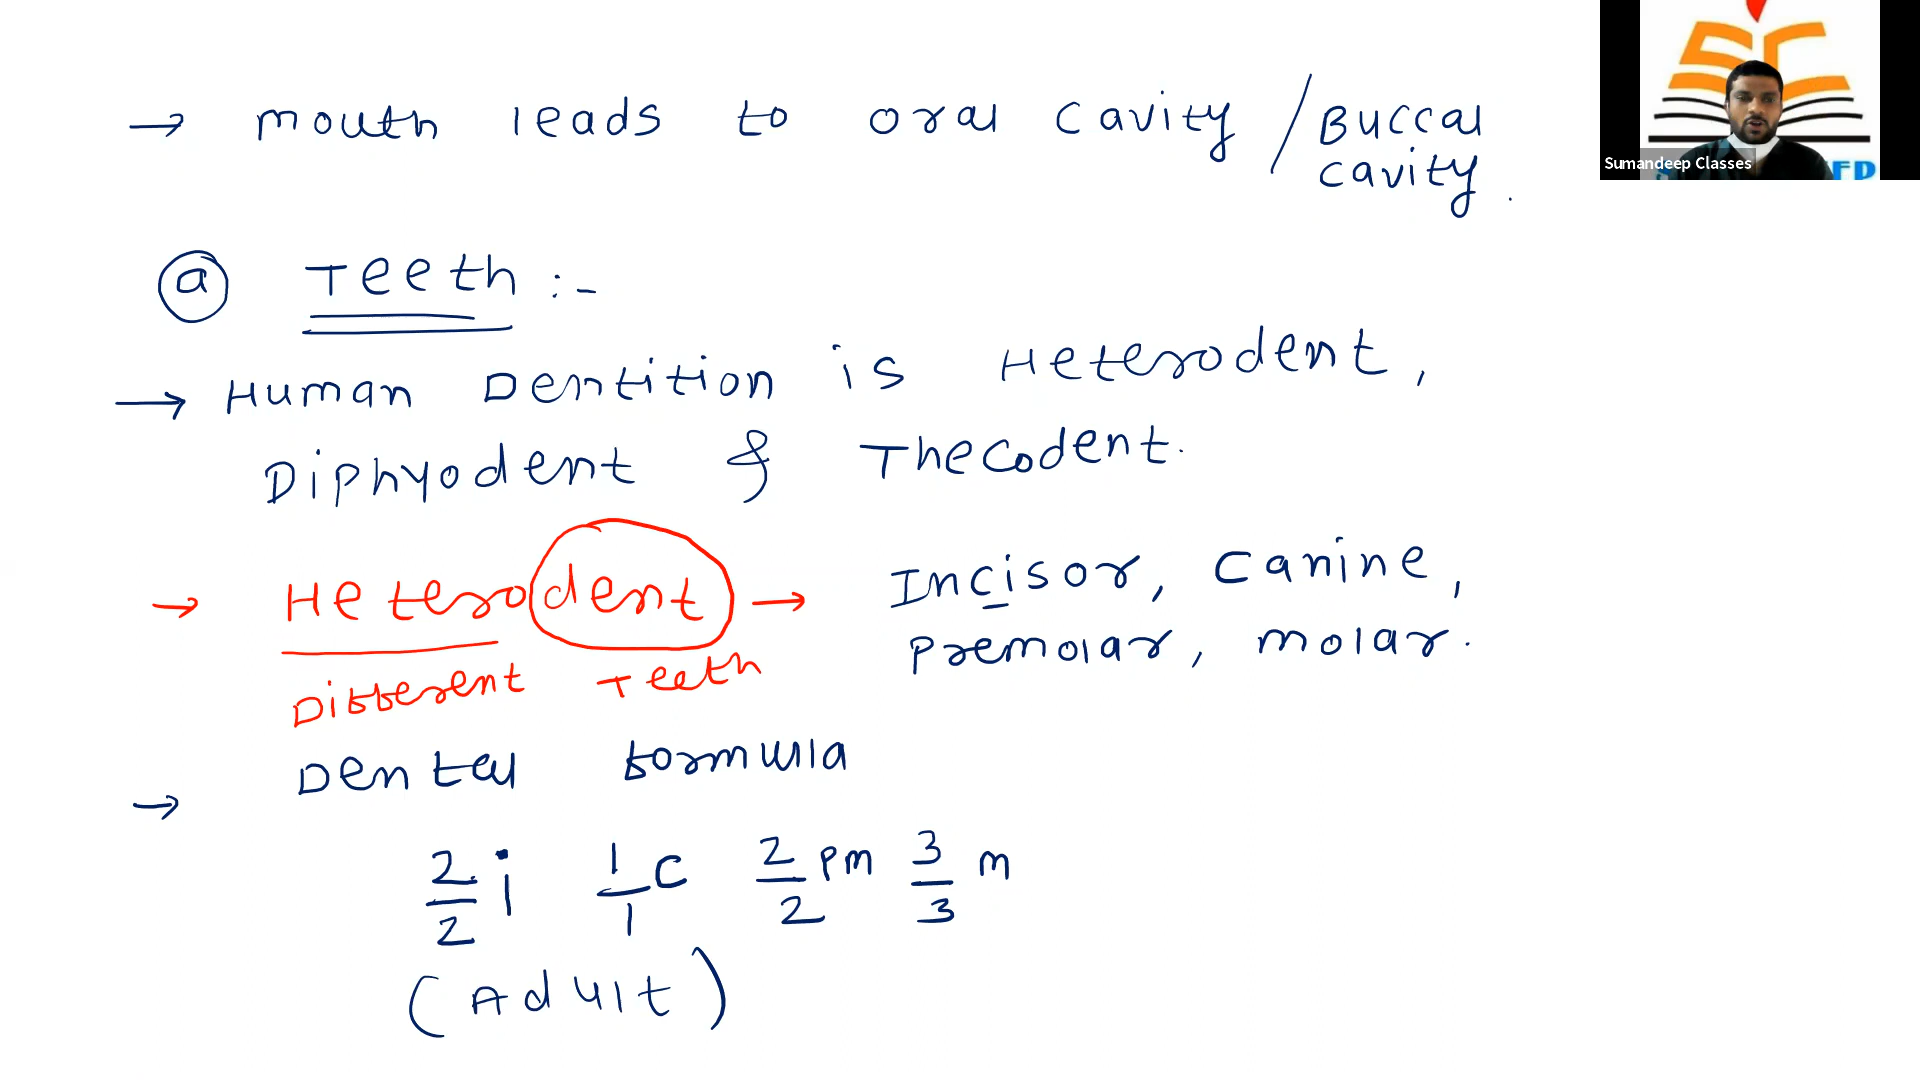 → mouth leads to oral cavity / Buccal
cavity.
(a) Teeth :-
→ Human Dentition is Heterodent,
Diphyodent & Thecodent.
→ Heterodent → Incisor, Canine,
Different Teeth
Premolar, molar.
→ Dental formula
2/2 i 1/1 c 2/2 pm 3/3 m
(Adult)
SC
Sumandeep Classes